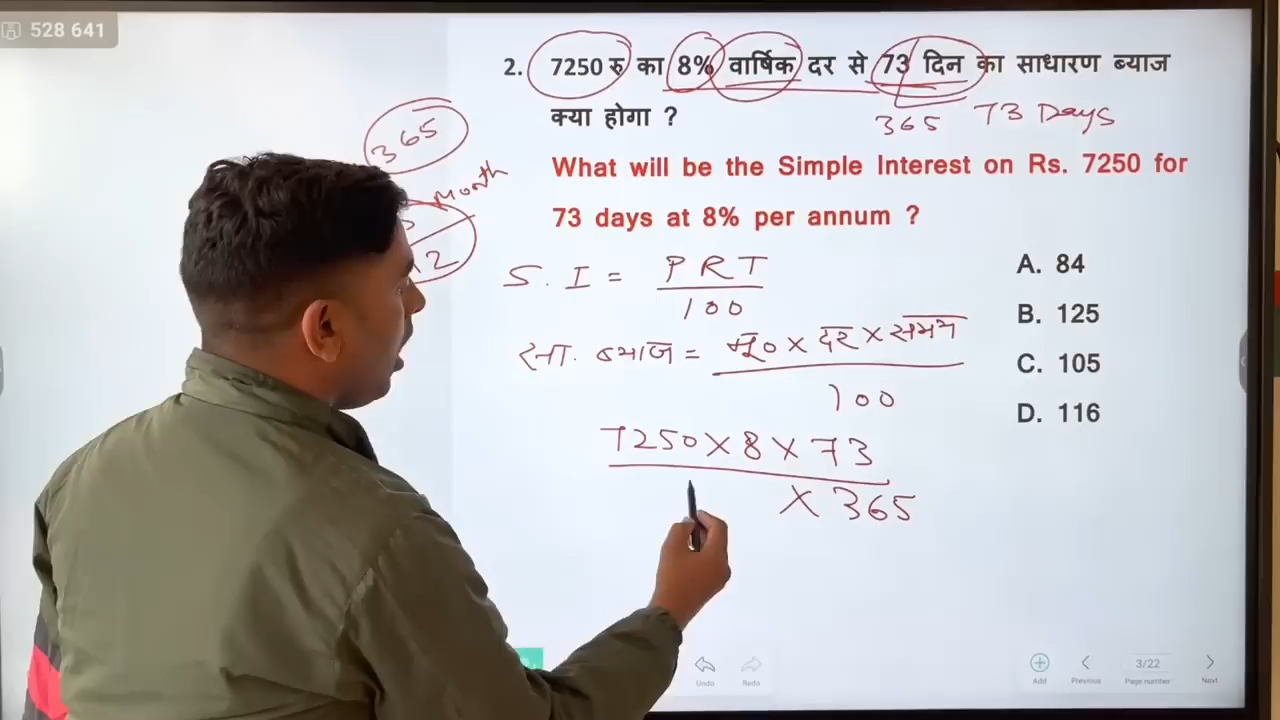 528 641
2. 7250 रु का 8% वार्षिक दर से 73 दिन का साधारण ब्याज
क्या होगा ?
365 73 Days
365
Month
12
What will be the Simple Interest on Rs. 7250 for
73 days at 8% per annum ?
S. I = PRT
100
सा. ब्याज = मू० × दर × समय
100
7250 × 8 × 73
× 365
A. 84
B. 125
C. 105
D. 116
Undo
Redo
Add
Previous
3/22
Page number
Next